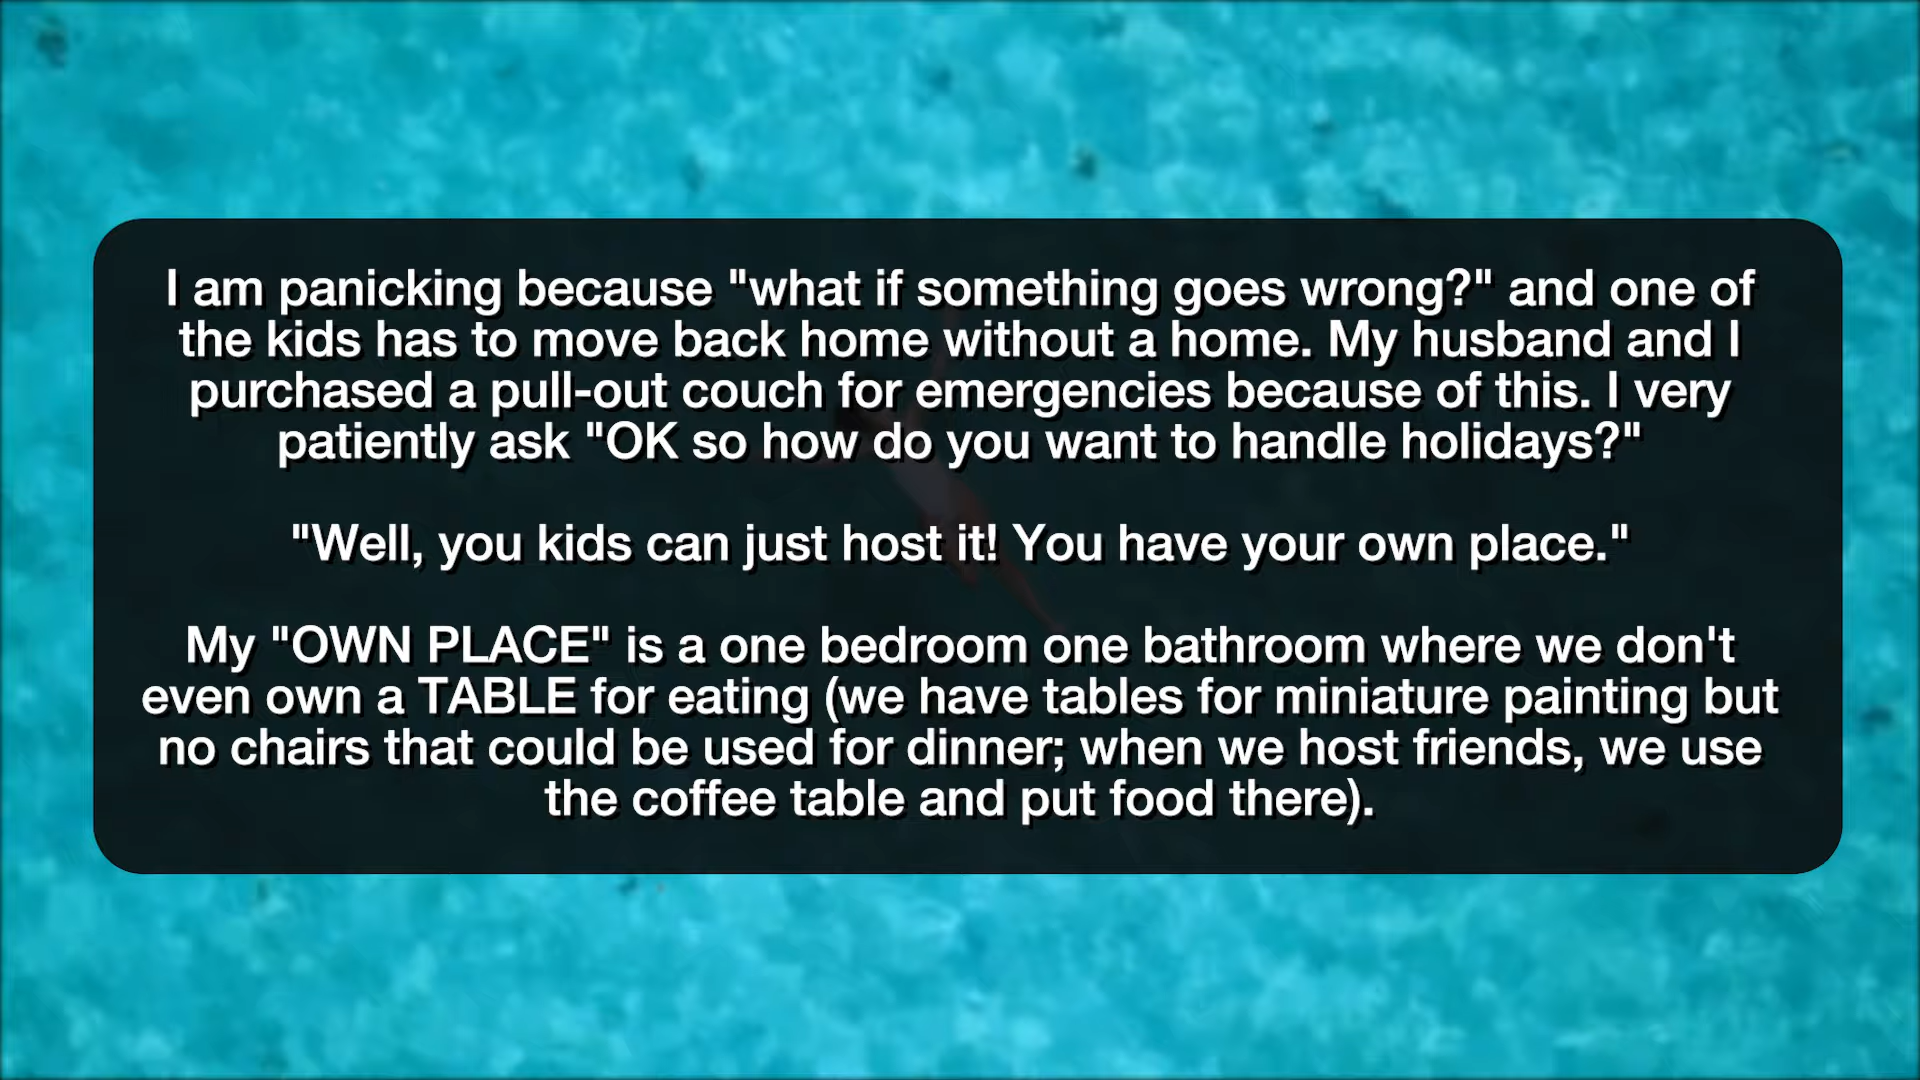 I am panicking because "what if something goes wrong?" and one of
the kids has to move back home without a home. My husband and I
purchased a pull-out couch for emergencies because of this. I very
patiently ask "OK so how do you want to handle holidays?"
"Well, you kids can just host it! You have your own place."
My "OWN PLACE" is a one bedroom one bathroom where we don't
even own a TABLE for eating (we have tables for miniature painting but
no chairs that could be used for dinner; when we host friends, we use
the coffee table and put food there).